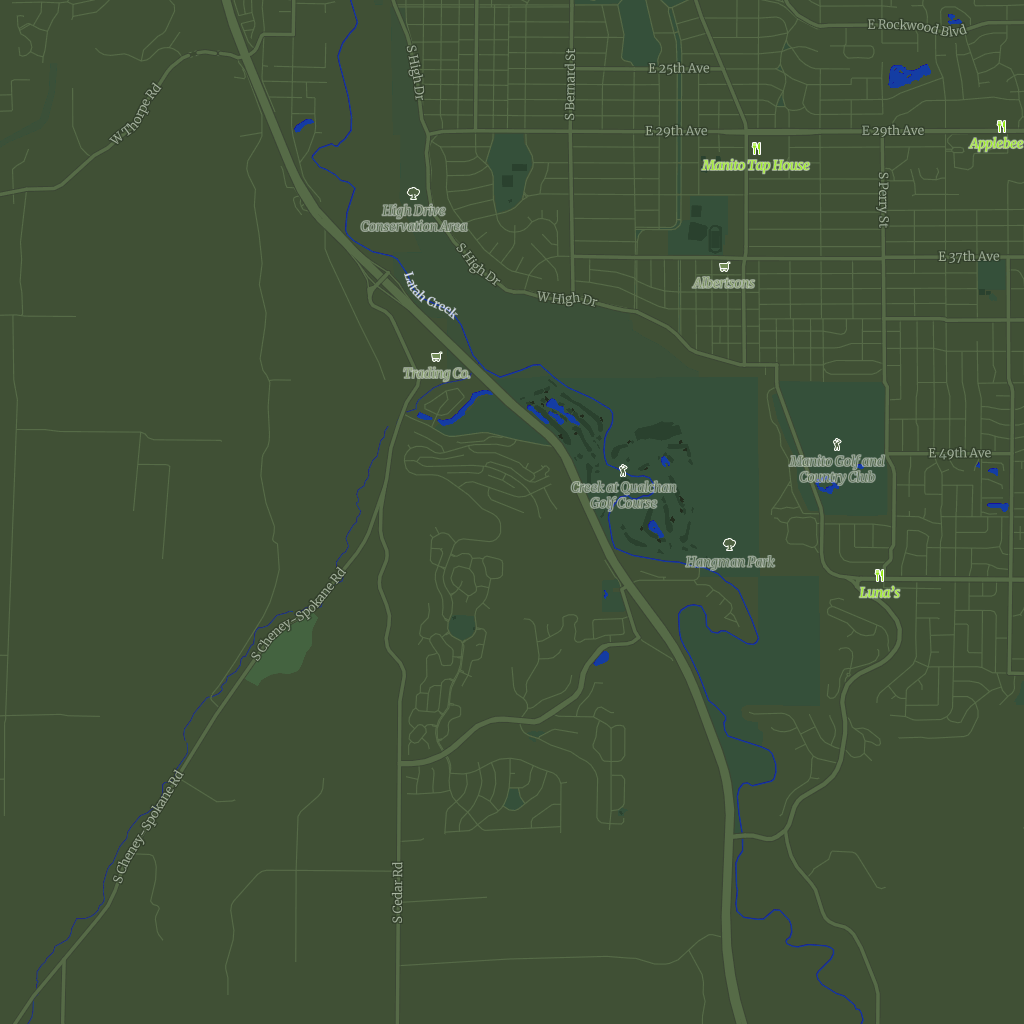 E Rockwood Blvd
S High Dr
S Bernard St
E 25th Ave
W Thorpe Rd
E 29th Ave
E 29th Ave
Applebee
Manito Tap House
S Perry St
High Drive
Conservation Area
S High Dr
E 37th Ave
Albertsons
Latah Creek
W High Dr
Trading Co.
Manito Golf and
Country Club
E 49th Ave
Creek at Qualchan
Golf Course
Hangman Park
Luna's
S Cheney-Spokane Rd
S Cheney-Spokane Rd
S Cedar Rd